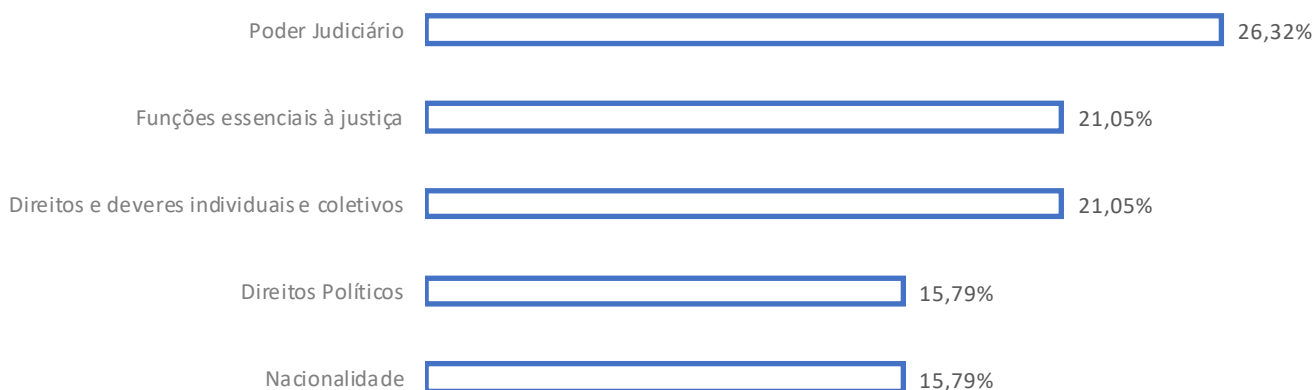 Poder Judiciário 26,32%
Funções essenciais à justiça 21,05%
Direitos e deveres individuais e coletivos 21,05%
Direitos Políticos 15,79%
Nacionalidade 15,79%